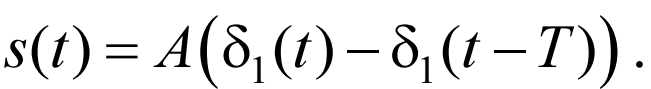 s(t) = A(δ₁(t) − δ₁(t − T)).